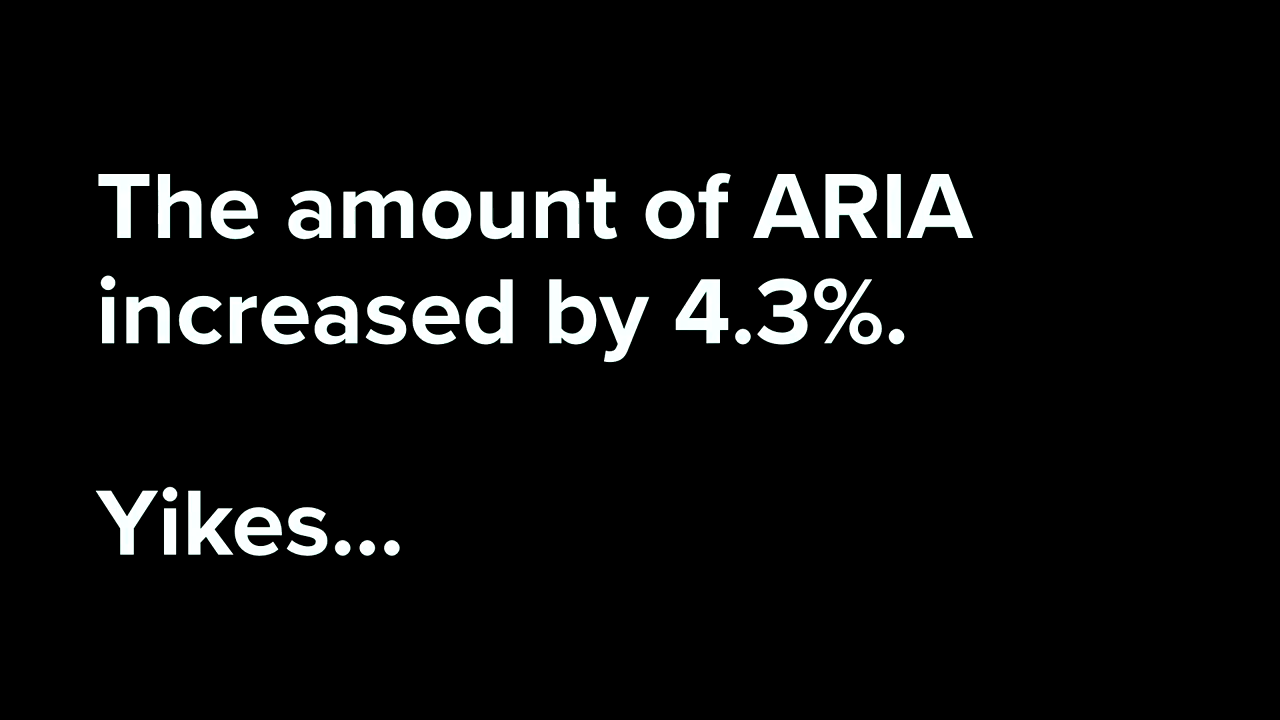 The amount of ARIA
increased by 4.3%.
Yikes...